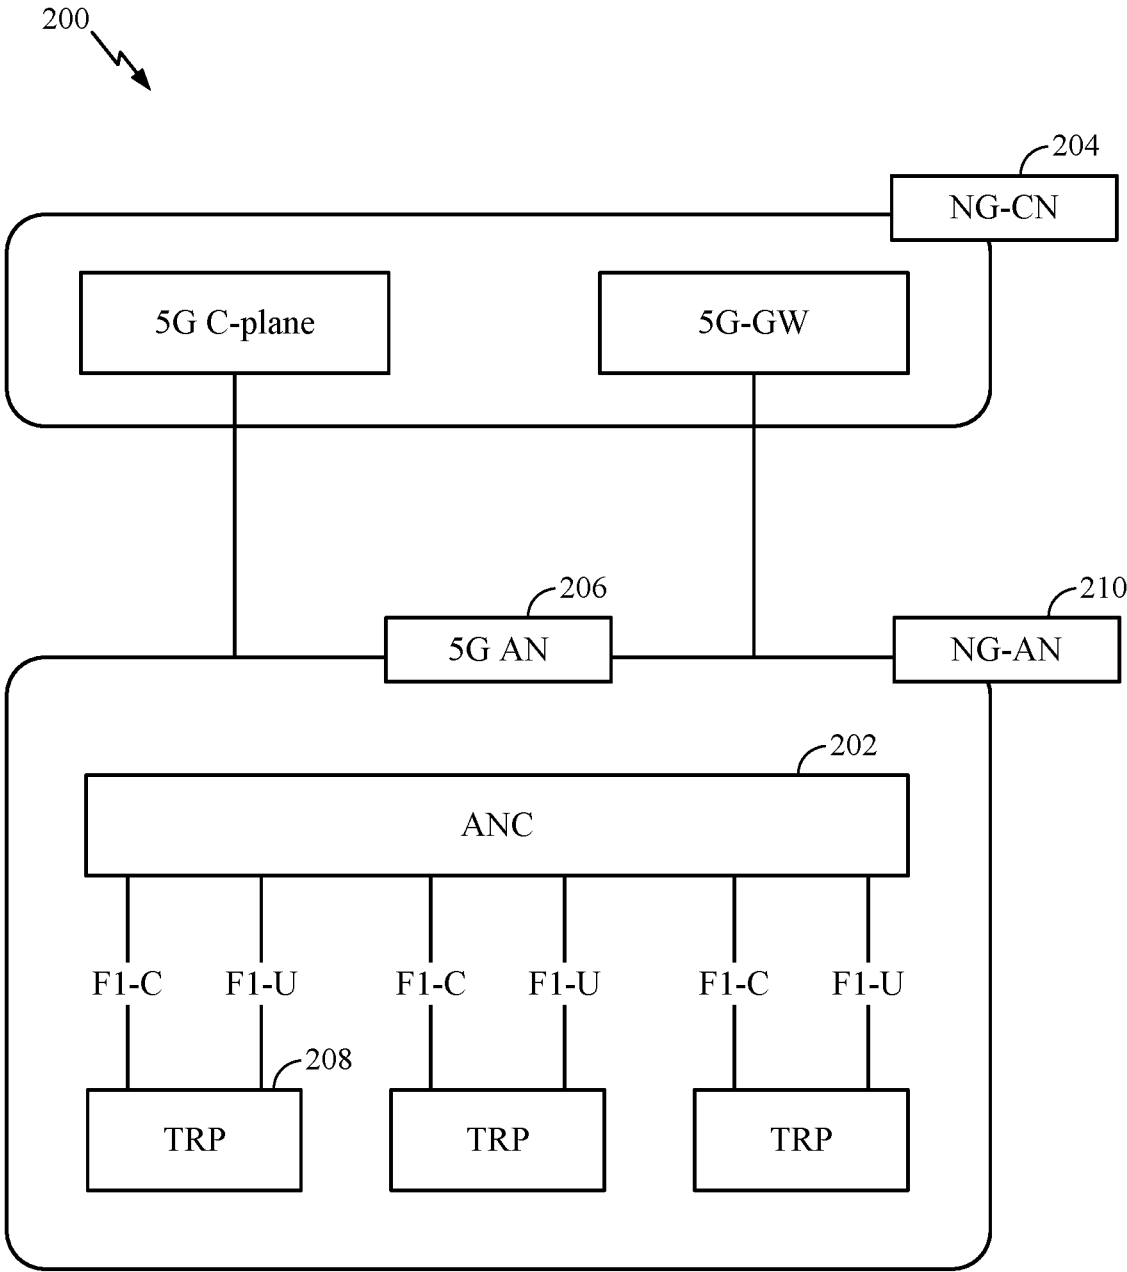 200
204
NG-CN
5G C-plane
5G-GW
206
210
5G AN
NG-AN
202
ANC
F1-C F1-U F1-C F1-U F1-C F1-U
208
TRP TRP TRP